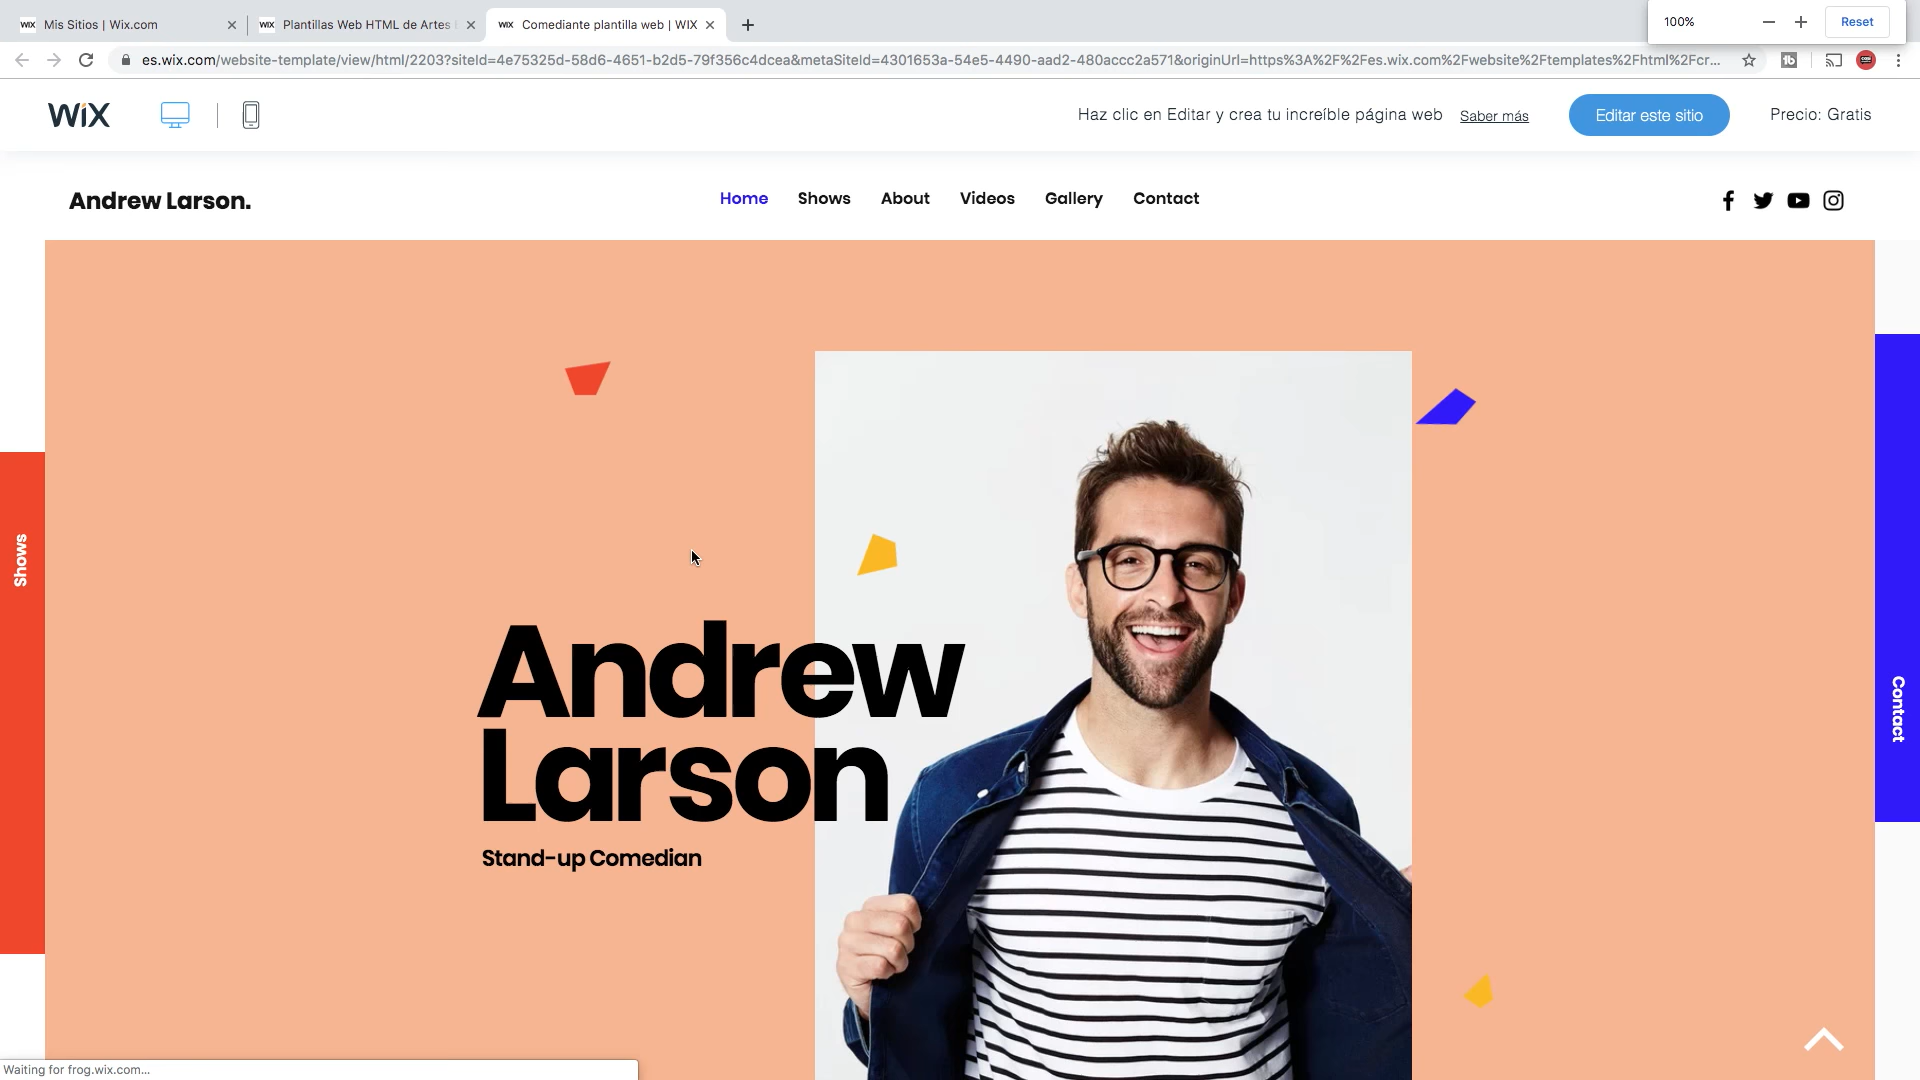 WIX Mis Sitios | Wix.com
WIX Plantillas Web HTML de Artes
WIX Comediante plantilla web | WIX
100%
Reset
es.wix.com/website-template/view/html/2203?siteId=4e75325d-58d6-4651-b2d5-79f356c4dcea&metaSiteId=4301653a-54e5-4490-aad2-480accc2a571&originUrl=https%3A%2F%2Fes.wix.com%2Fwebsite%2Ftemplates%2Fhtml%2Fcr...
WiX
Haz clic en Editar y crea tu increíble página web
Saber más
Editar este sitio
Precio: Gratis
Andrew Larson.
Home
Shows
About
Videos
Gallery
Contact
Shows
Andrew
Larson
Stand-up Comedian
Contact
Waiting for frog.wix.com...